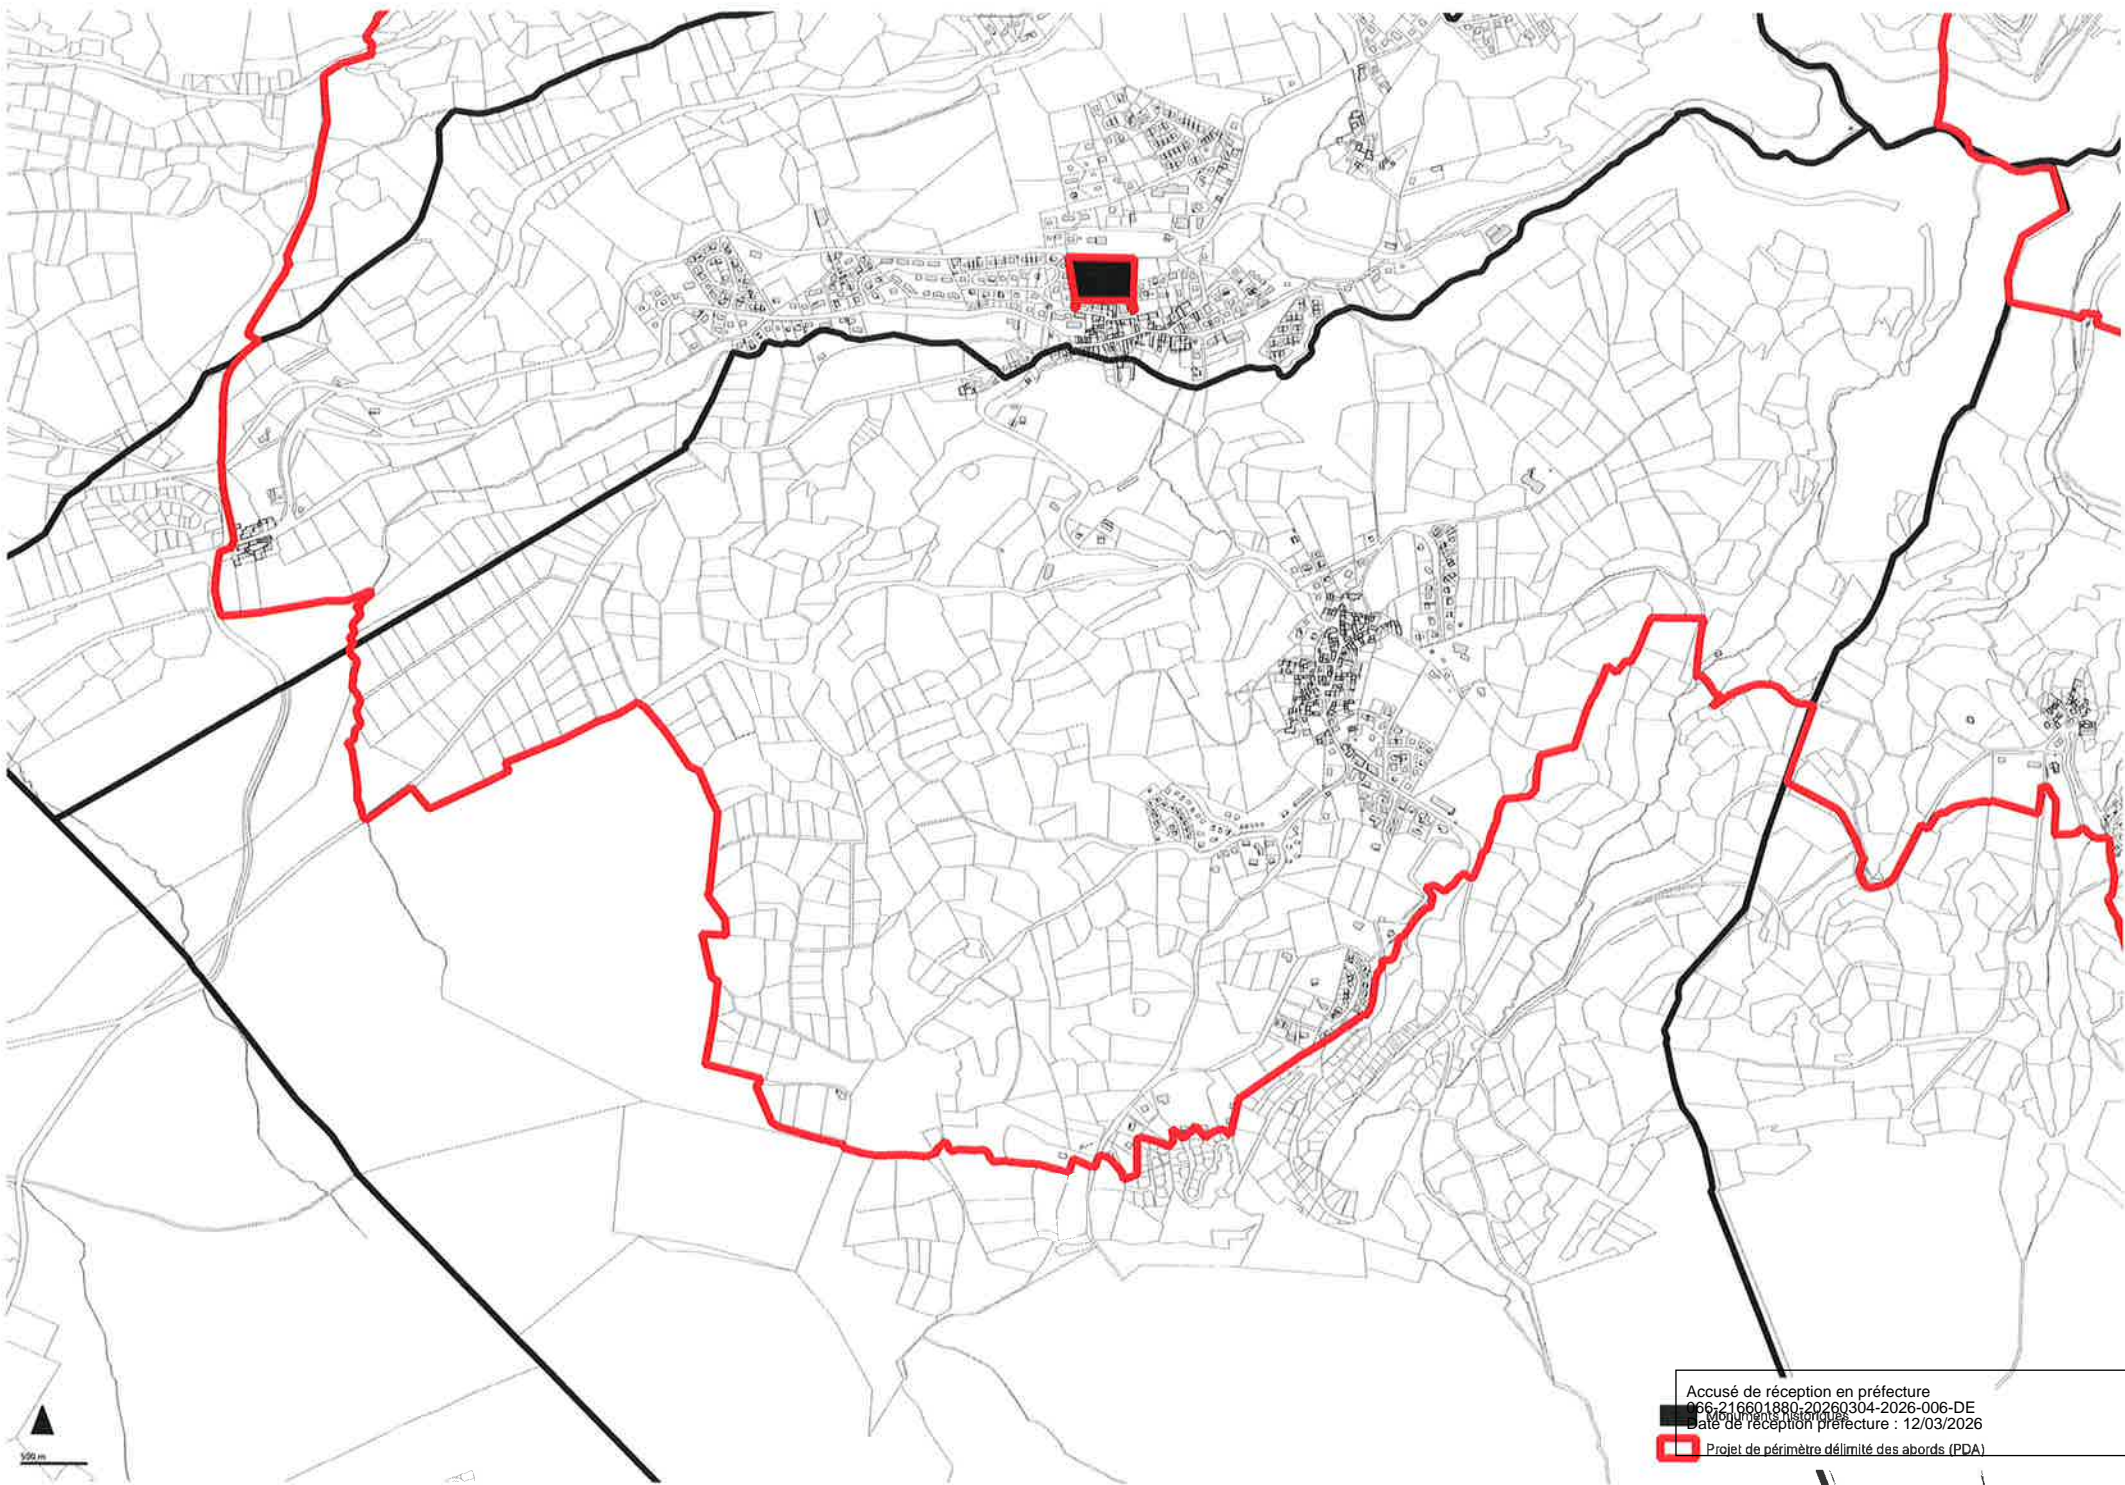 Accusé de réception en préfecture
066-216601880-20260304-2026-006-DE
Monuments historiques
Date de réception préfecture : 12/03/2026
Projet de périmètre délimité des abords (PDA)
500 m